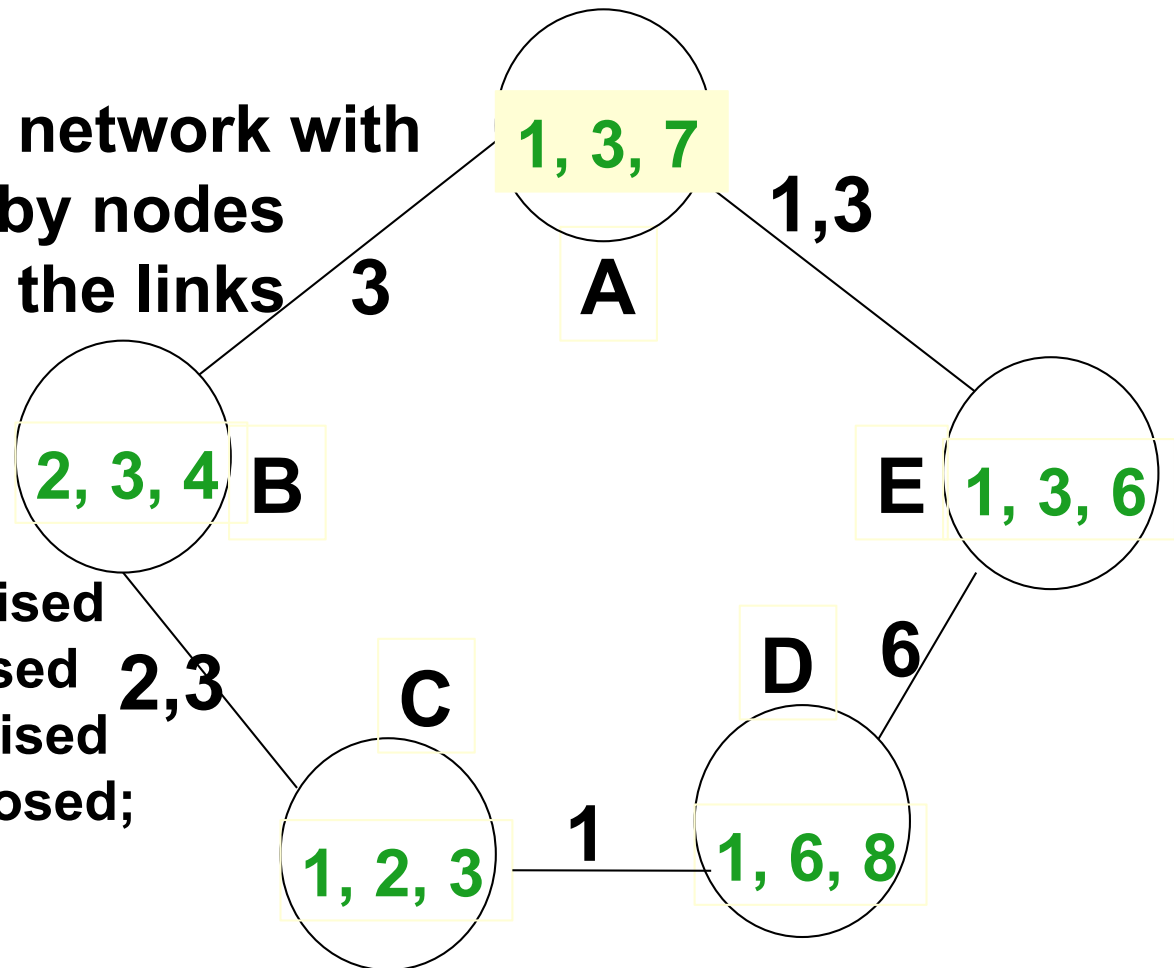 network with
by nodes
the links
1, 3, 7
1,3
3
A
2, 3, 4
B
E
1, 3, 6
ised
sed
ised
osed;
2,3
C
D
6
1, 2, 3
1
1, 6, 8